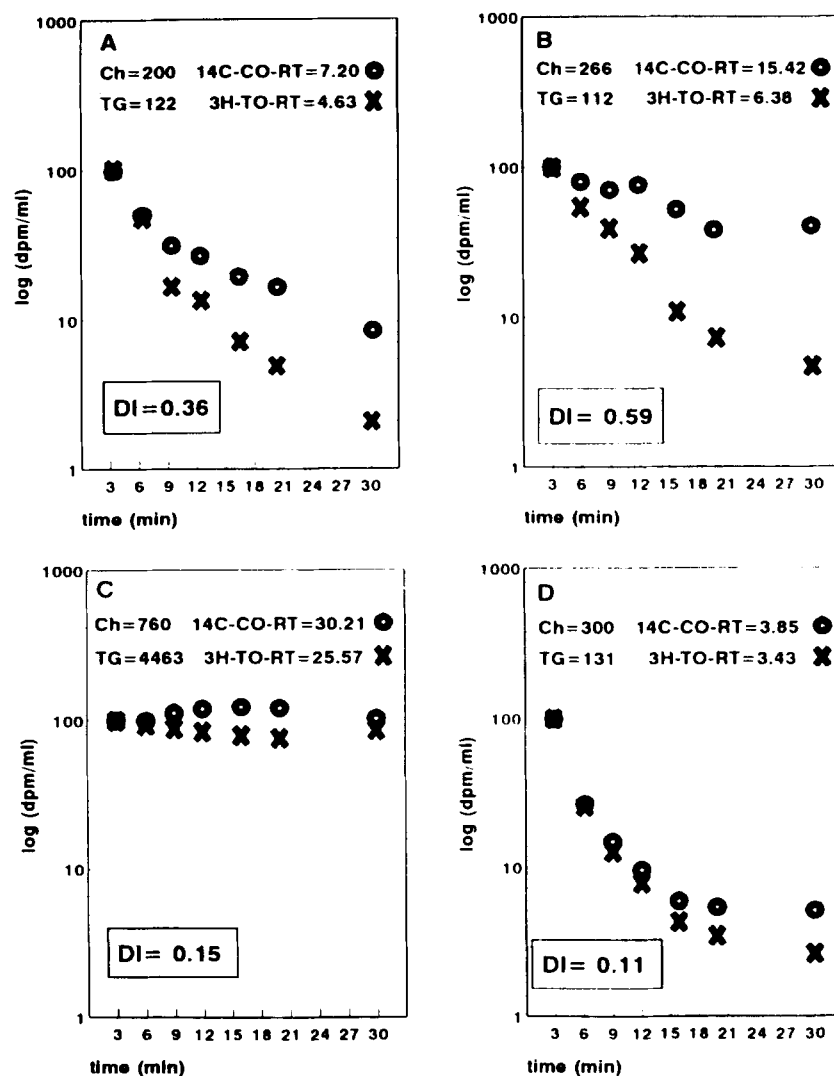 A
Ch=200 14C-CO-RT=7.20
TG=122 3H-TO-RT=4.63
1000
100
10
1
log (dpm/ml)
DI=0.36
3 6 9 12 15 18 21 24 27 30
time (min)
B
Ch=266 14C-CO-RT=15.42
TG=112 3H-TO-RT=6.38
1000
100
10
1
log (dpm/ml)
DI= 0.59
3 6 9 12 15 18 21 24 27 30
time (min)
C
Ch=760 14C-CO-RT=30.21
TG=4463 3H-TO-RT=25.57
1000
100
10
1
log (dpm/ml)
DI= 0.15
3 6 9 12 15 18 21 24 27 30
time (min)
D
Ch=300 14C-CO-RT=3.85
TG=131 3H-TO-RT=3.43
1000
100
10
1
log (dpm/ml)
DI= 0.11
3 6 9 12 15 18 21 24 27 30
time (min)